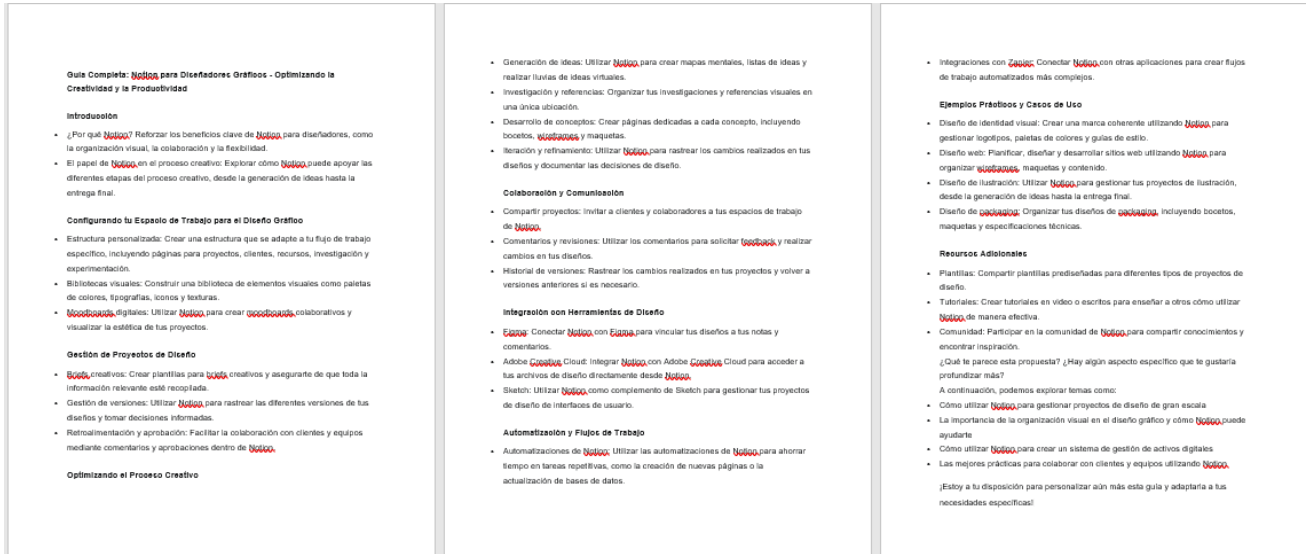 Guía Completa: Notion para Diseñadores Gráficos - Optimizando la
Creatividad y la Productividad
Introducción
• ¿Por qué Notion? Reforzar los beneficios clave de Notion para diseñadores, como
la organización visual, la colaboración y la flexibilidad.
• El papel de Notion en el proceso creativo: Explorar cómo Notion puede apoyar las
diferentes etapas del proceso creativo, desde la generación de ideas hasta la
entrega final.
Configurando tu Espacio de Trabajo para el Diseño Gráfico
• Estructura personalizada: Crear una estructura que se adapte a tu flujo de trabajo
específico, incluyendo páginas para proyectos, clientes, recursos, investigación y
experimentación.
• Bibliotecas visuales: Construir una biblioteca de elementos visuales como paletas
de colores, tipografías, iconos y texturas.
• Moodboards digitales: Utilizar Notion para crear moodboards colaborativos y
visualizar la estética de tus proyectos.
Gestión de Proyectos de Diseño
• Briefs creativos: Crear plantillas para briefs creativos y asegurarte de que toda la
información relevante esté recopilada.
• Gestión de versiones: Utilizar Notion para rastrear las diferentes versiones de tus
diseños y tomar decisiones informadas.
• Retroalimentación y aprobación: Facilitar la colaboración con clientes y equipos
mediante comentarios y aprobaciones dentro de Notion.
Optimizando el Proceso Creativo
• Generación de ideas: Utilizar Notion para crear mapas mentales, listas de ideas y
realizar lluvias de ideas virtuales.
• Investigación y referencias: Organizar tus investigaciones y referencias visuales en
una única ubicación.
• Desarrollo de conceptos: Crear páginas dedicadas a cada concepto, incluyendo
bocetos, wireframes y maquetas.
• Iteración y refinamiento: Utilizar Notion para rastrear los cambios realizados en tus
diseños y documentar las decisiones de diseño.
Colaboración y Comunicación
• Compartir proyectos: Invitar a clientes y colaboradores a tus espacios de trabajo
de Notion.
• Comentarios y revisiones: Utilizar los comentarios para solicitar feedback y realizar
cambios en tus diseños.
• Historial de versiones: Rastrear los cambios realizados en tus proyectos y volver a
versiones anteriores si es necesario.
Integración con Herramientas de Diseño
• Figma: Conectar Notion con Figma para vincular tus diseños a tus notas y
comentarios.
• Adobe Creative Cloud: Integrar Notion con Adobe Creative Cloud para acceder a
tus archivos de diseño directamente desde Notion.
• Sketch: Utilizar Notion como complemento de Sketch para gestionar tus proyectos
de diseño de interfaces de usuario.
Automatización y Flujos de Trabajo
• Automatizaciones de Notion: Utilizar las automatizaciones de Notion para ahorrar
tiempo en tareas repetitivas, como la creación de nuevas páginas o la
actualización de bases de datos.
• Integraciones con Zapier: Conectar Notion con otras aplicaciones para crear flujos
de trabajo automatizados más complejos.
Ejemplos Prácticos y Casos de Uso
• Diseño de identidad visual: Crear una marca coherente utilizando Notion para
gestionar logotipos, paletas de colores y guías de estilo.
• Diseño web: Planificar, diseñar y desarrollar sitios web utilizando Notion para
organizar wireframes, maquetas y contenido.
• Diseño de ilustración: Utilizar Notion para gestionar tus proyectos de ilustración,
desde la generación de ideas hasta la entrega final.
• Diseño de packaging: Organizar tus diseños de packaging, incluyendo bocetos,
maquetas y especificaciones técnicas.
Recursos Adicionales
• Plantillas: Compartir plantillas prediseñadas para diferentes tipos de proyectos de
diseño.
• Tutoriales: Crear tutoriales en video o escritos para enseñar a otros cómo utilizar
Notion de manera efectiva.
• Comunidad: Participar en la comunidad de Notion para compartir conocimientos y
encontrar inspiración.
¿Qué te parece esta propuesta? ¿Hay algún aspecto específico que te gustaría
profundizar más?
A continuación, podemos explorar temas como:
• Cómo utilizar Notion para gestionar proyectos de diseño de gran escala
• La importancia de la organización visual en el diseño gráfico y cómo Notion puede
ayudarte
• Cómo utilizar Notion para crear un sistema de gestión de activos digitales
• Las mejores prácticas para colaborar con clientes y equipos utilizando Notion
¡Estoy a tu disposición para personalizar aún más esta guía y adaptarla a tus
necesidades específicas!